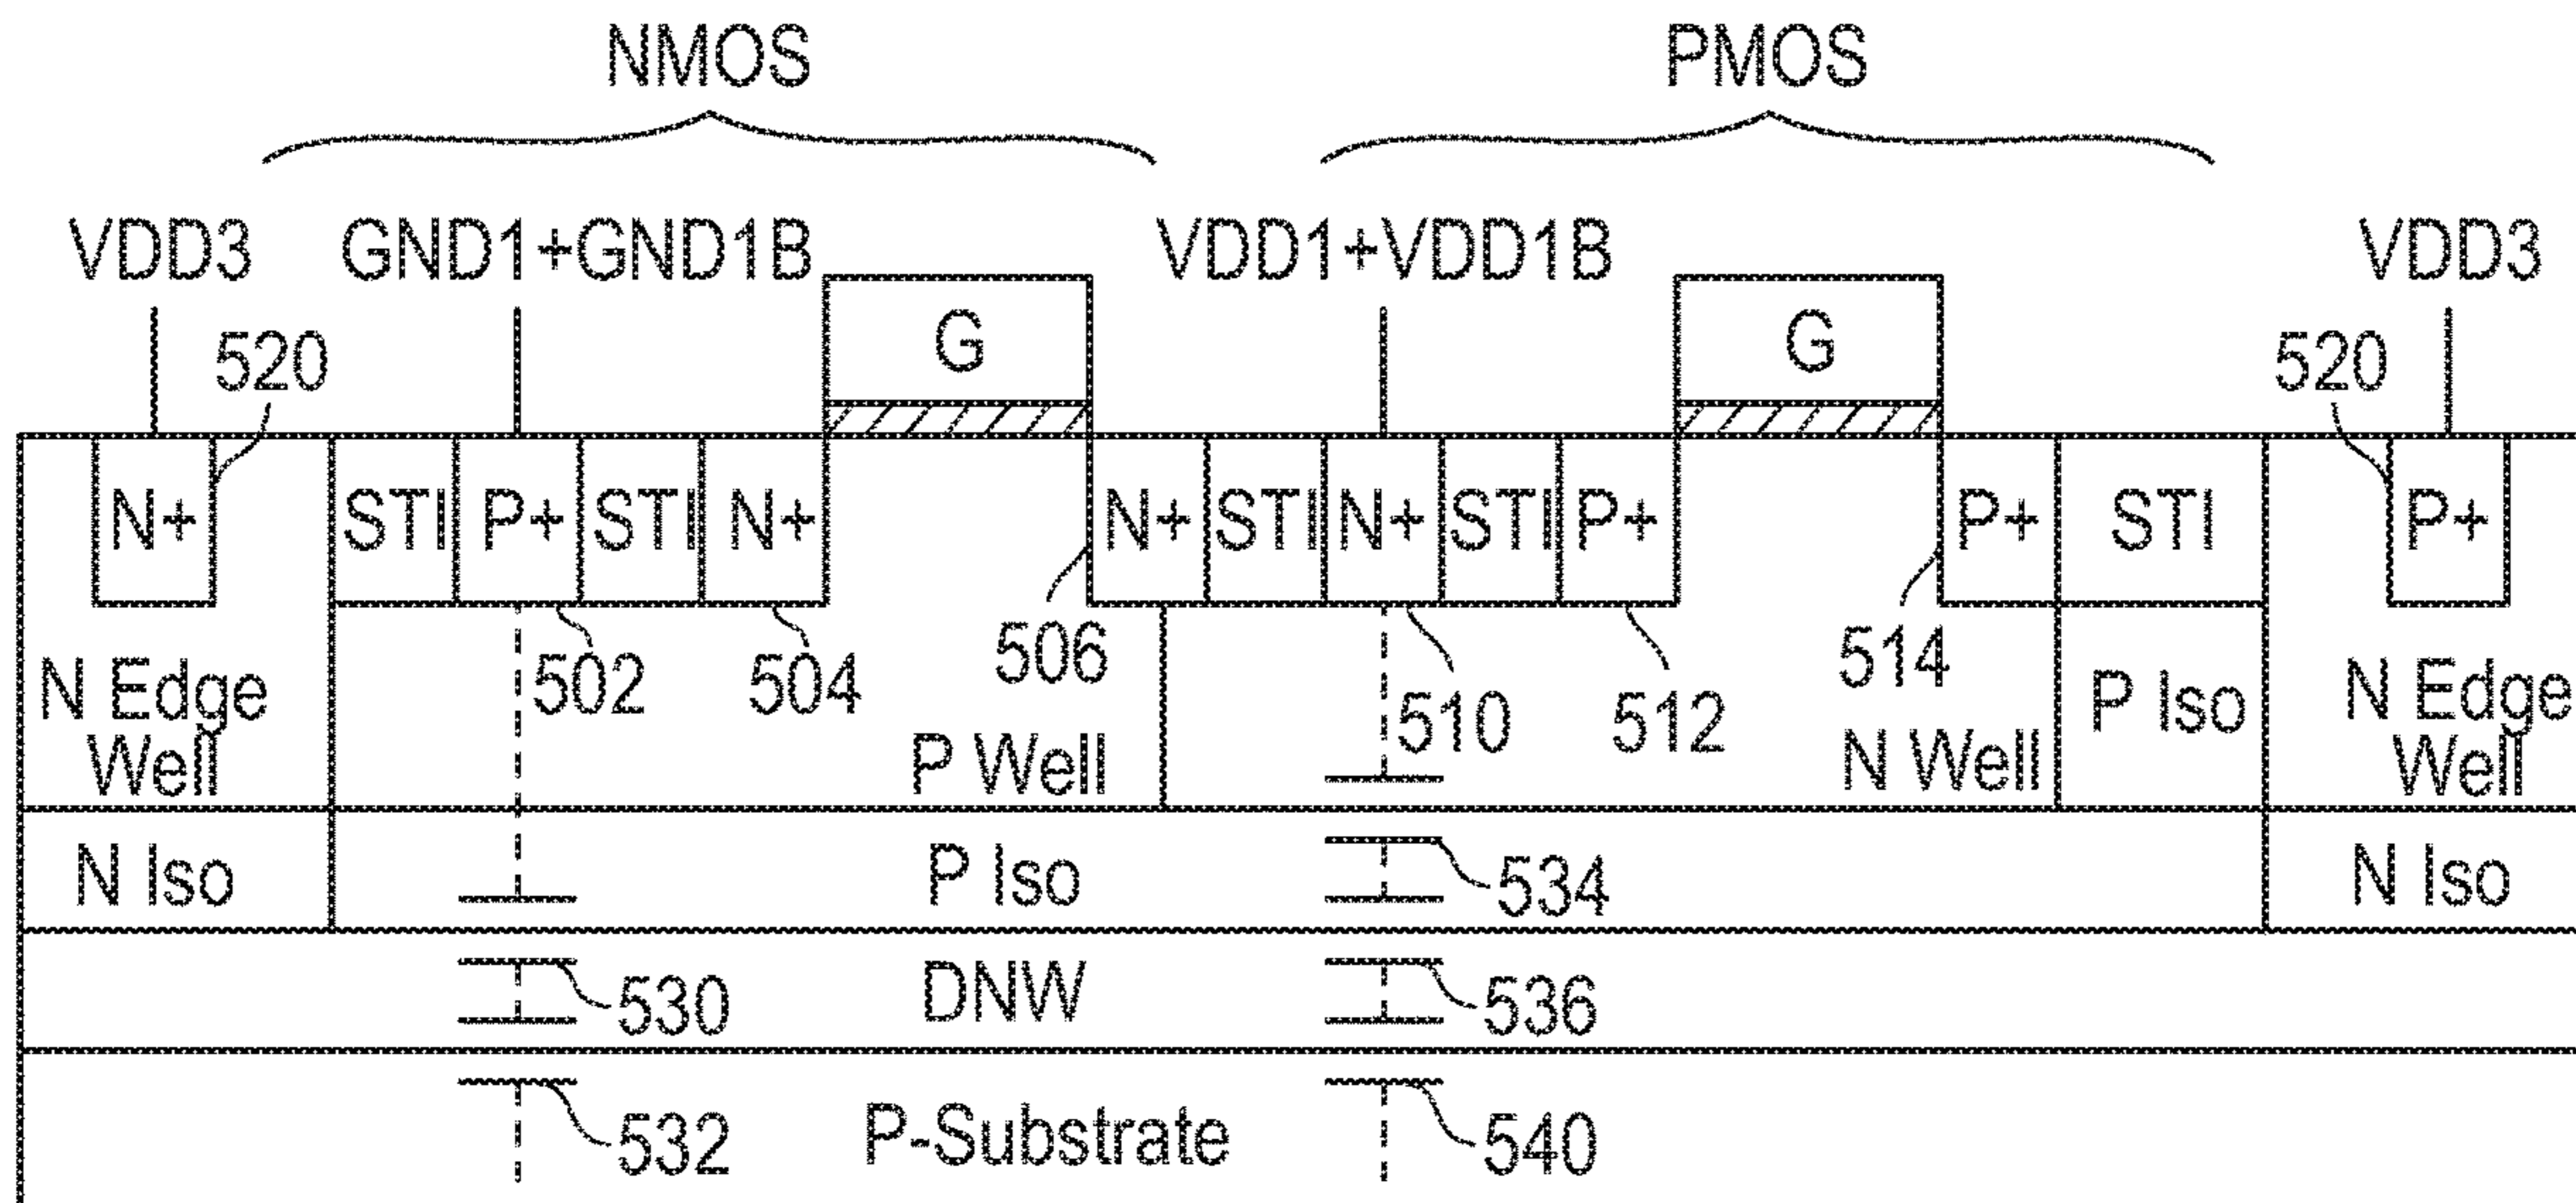 NMOS PMOS
VDD3 GND1+GND1B VDD1+VDD1B VDD3
520 G G 520
N+ STI P+ STI N+ N+ STI N+ STI P+ P+ STI P+
502 504 506 510 512 514
N Edge
Well
P Well
N Well
P Iso
N Edge
Well
N Iso P Iso 534 N Iso
530 DNW 536
532 P-Substrate 540